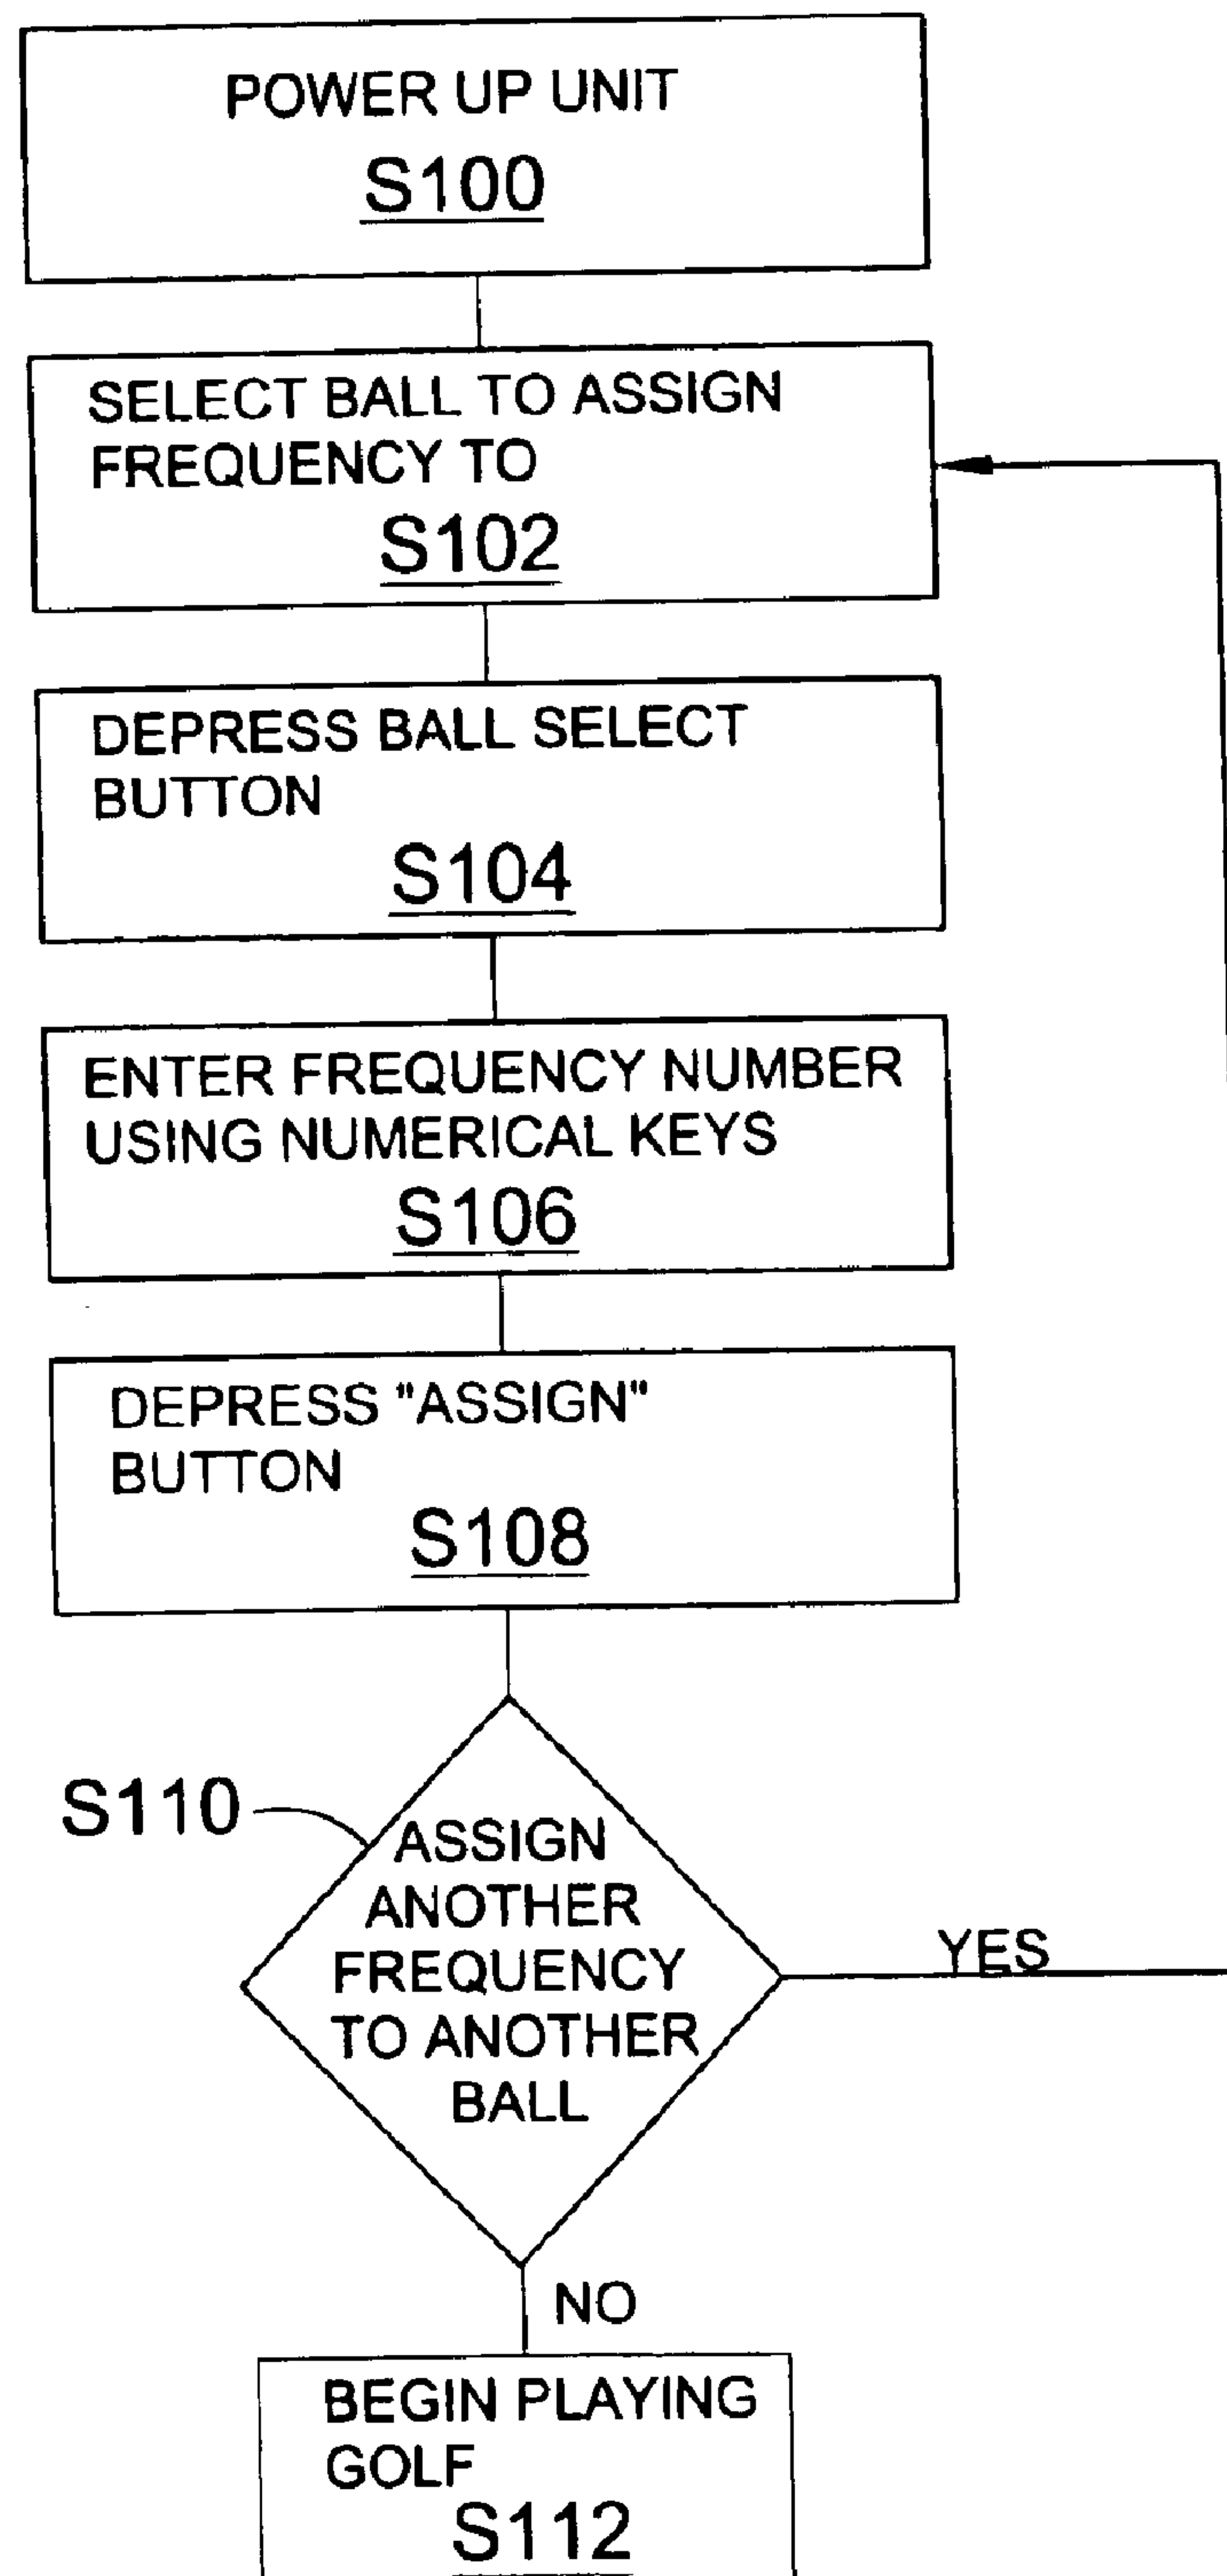 POWER UP UNIT
S100
SELECT BALL TO ASSIGN
FREQUENCY TO
S102
DEPRESS BALL SELECT
BUTTON
S104
ENTER FREQUENCY NUMBER
USING NUMERICAL KEYS
S106
DEPRESS "ASSIGN"
BUTTON
S108
S110
ASSIGN
ANOTHER
FREQUENCY
TO ANOTHER
BALL
YES
NO
BEGIN PLAYING
GOLF
S112